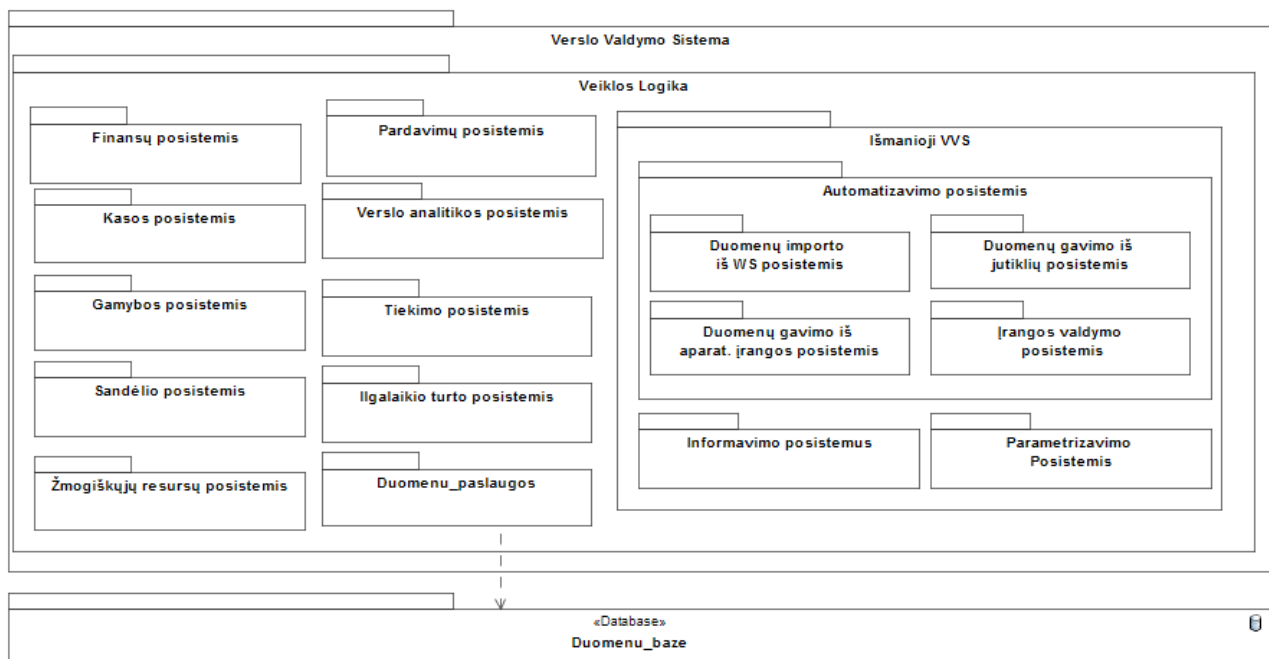 Verslo Valdymo Sistema
Veiklos Logika
Finansų posistemis
Pardavimų posistemis
Kasos posistemis
Verslo analitikos posistemis
Gamybos posistemis
Tiekimo posistemis
Sandėlio posistemis
Ilgalaikio turto posistemis
Žmogiškųjų resursų posistemis
Duomenu_paslaugos
Išmanioji VVS
Automatizavimo posistemis
Duomenų importo
iš WS posistemis
Duomenų gavimo iš
jutiklių posistemis
Duomenų gavimo iš
aparat. įrangos posistemis
Įrangos valdymo
posistemis
Informavimo posistemus
Parametrizavimo
Posistemis
«Database»
Duomenu_baze